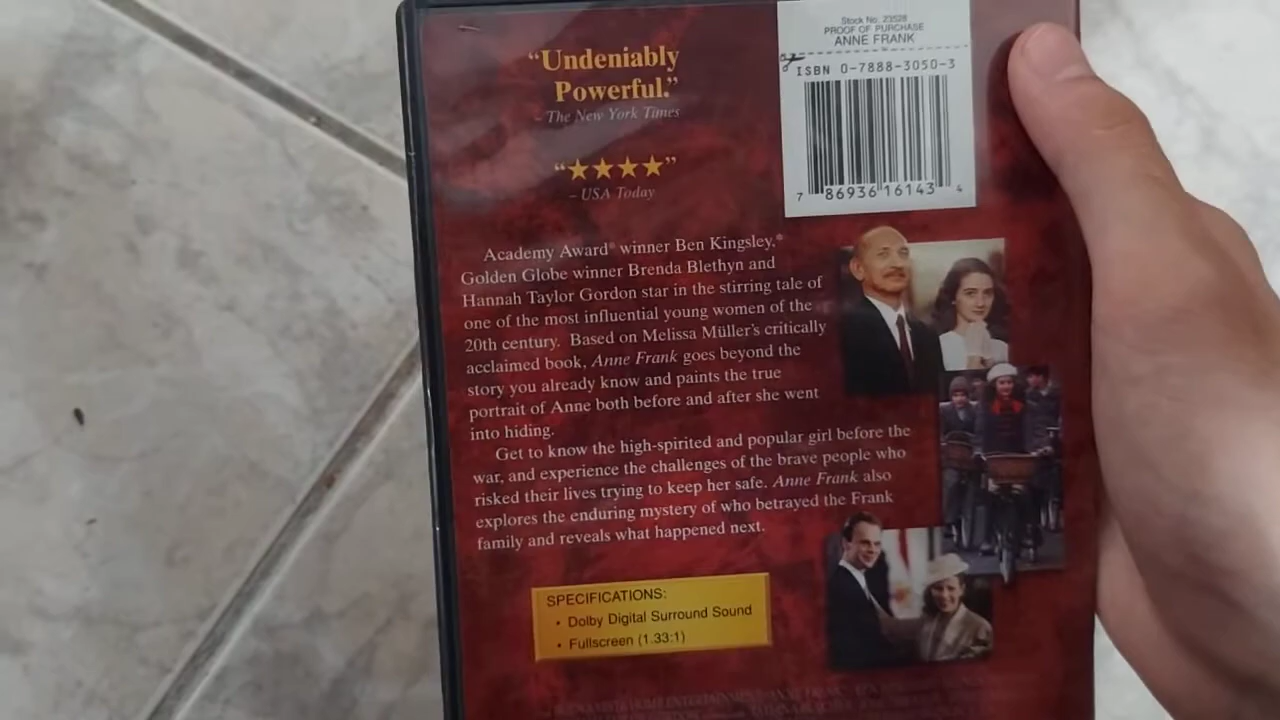 "Undeniably
Powerful."
– The New York Times
"★★★★"
– USA Today
Stock No. 23528
PROOF OF PURCHASE
ANNE FRANK
ISBN 0-7888-3050-3
7 86936 16143 4
Academy Award® winner Ben Kingsley,*
Golden Globe winner Brenda Blethyn and
Hannah Taylor Gordon star in the stirring tale of
one of the most influential young women of the
20th century. Based on Melissa Müller's critically
acclaimed book, Anne Frank goes beyond the
story you already know and paints the true
portrait of Anne both before and after she went
into hiding.
Get to know the high-spirited and popular girl before the
war, and experience the challenges of the brave people who
risked their lives trying to keep her safe. Anne Frank also
explores the enduring mystery of who betrayed the Frank
family and reveals what happened next.
SPECIFICATIONS:
• Dolby Digital Surround Sound
• Fullscreen (1.33:1)